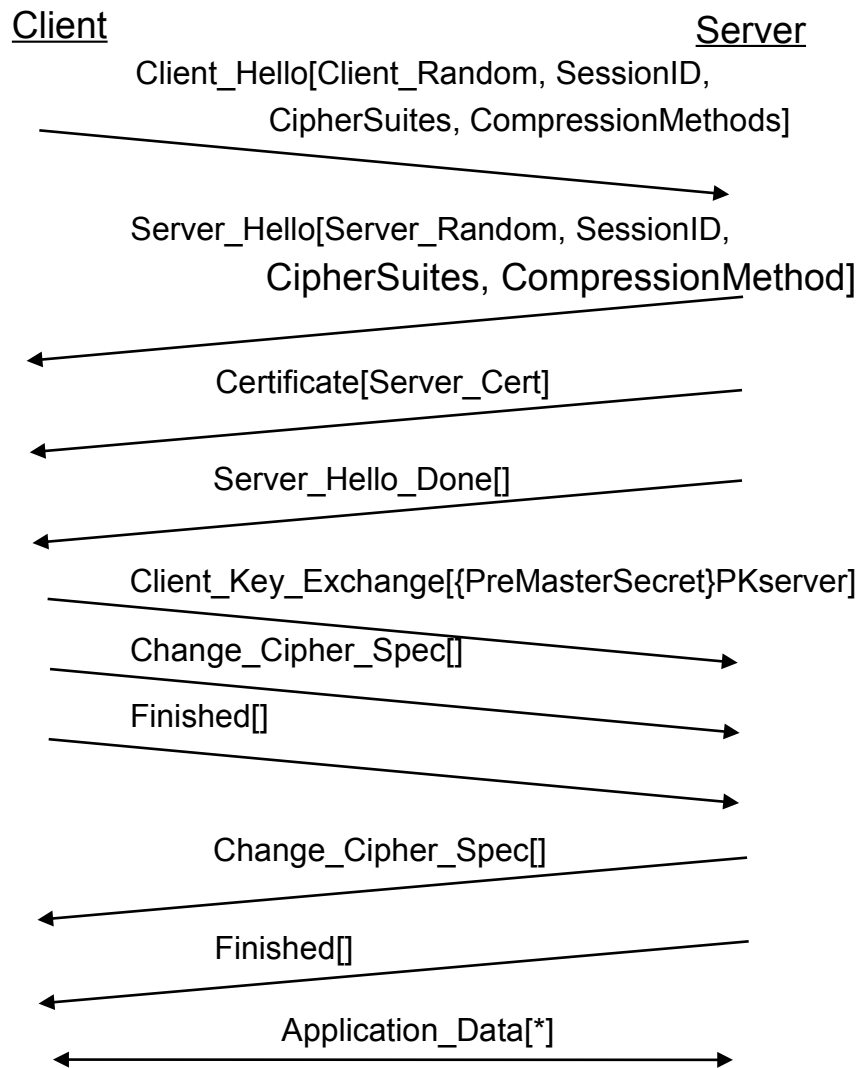 Client
Server
Client_Hello[Client_Random, SessionID,
CipherSuites, CompressionMethods]
Server_Hello[Server_Random, SessionID,
CipherSuites, CompressionMethod]
Certificate[Server_Cert]
Server_Hello_Done[]
Client_Key_Exchange[{PreMasterSecret}PKserver]
Change_Cipher_Spec[]
Finished[]
Change_Cipher_Spec[]
Finished[]
Application_Data[*]